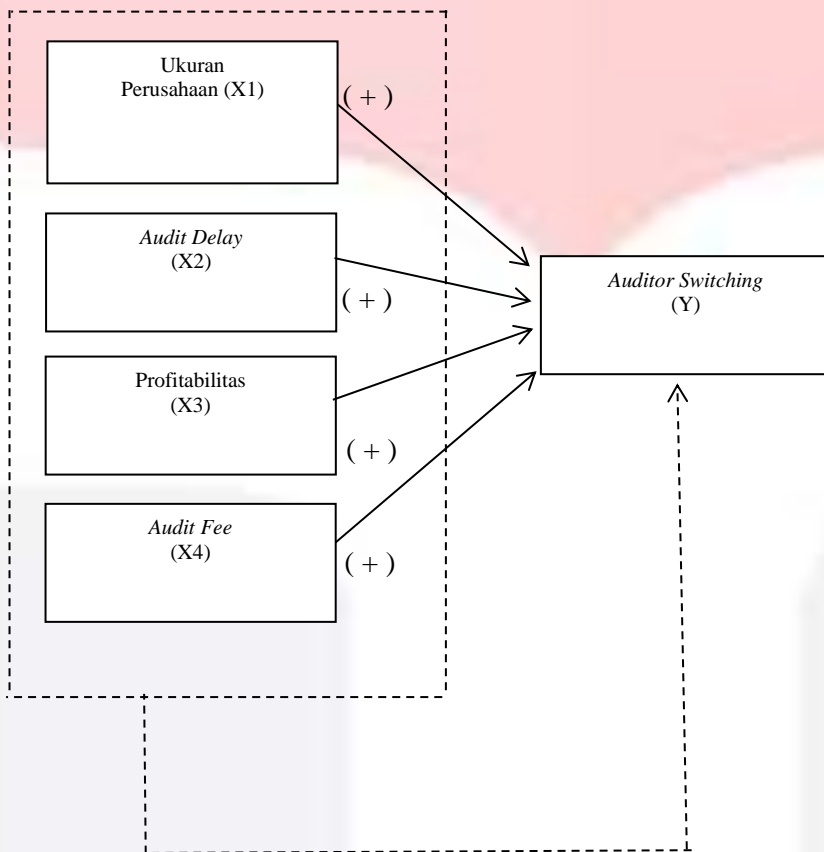 Ukuran
Perusahaan (X1)
( + )
Audit Delay
(X2)
( + )
Profitabilitas
(X3)
( + )
Audit Fee
(X4)
( + )
Auditor Switching
(Y)